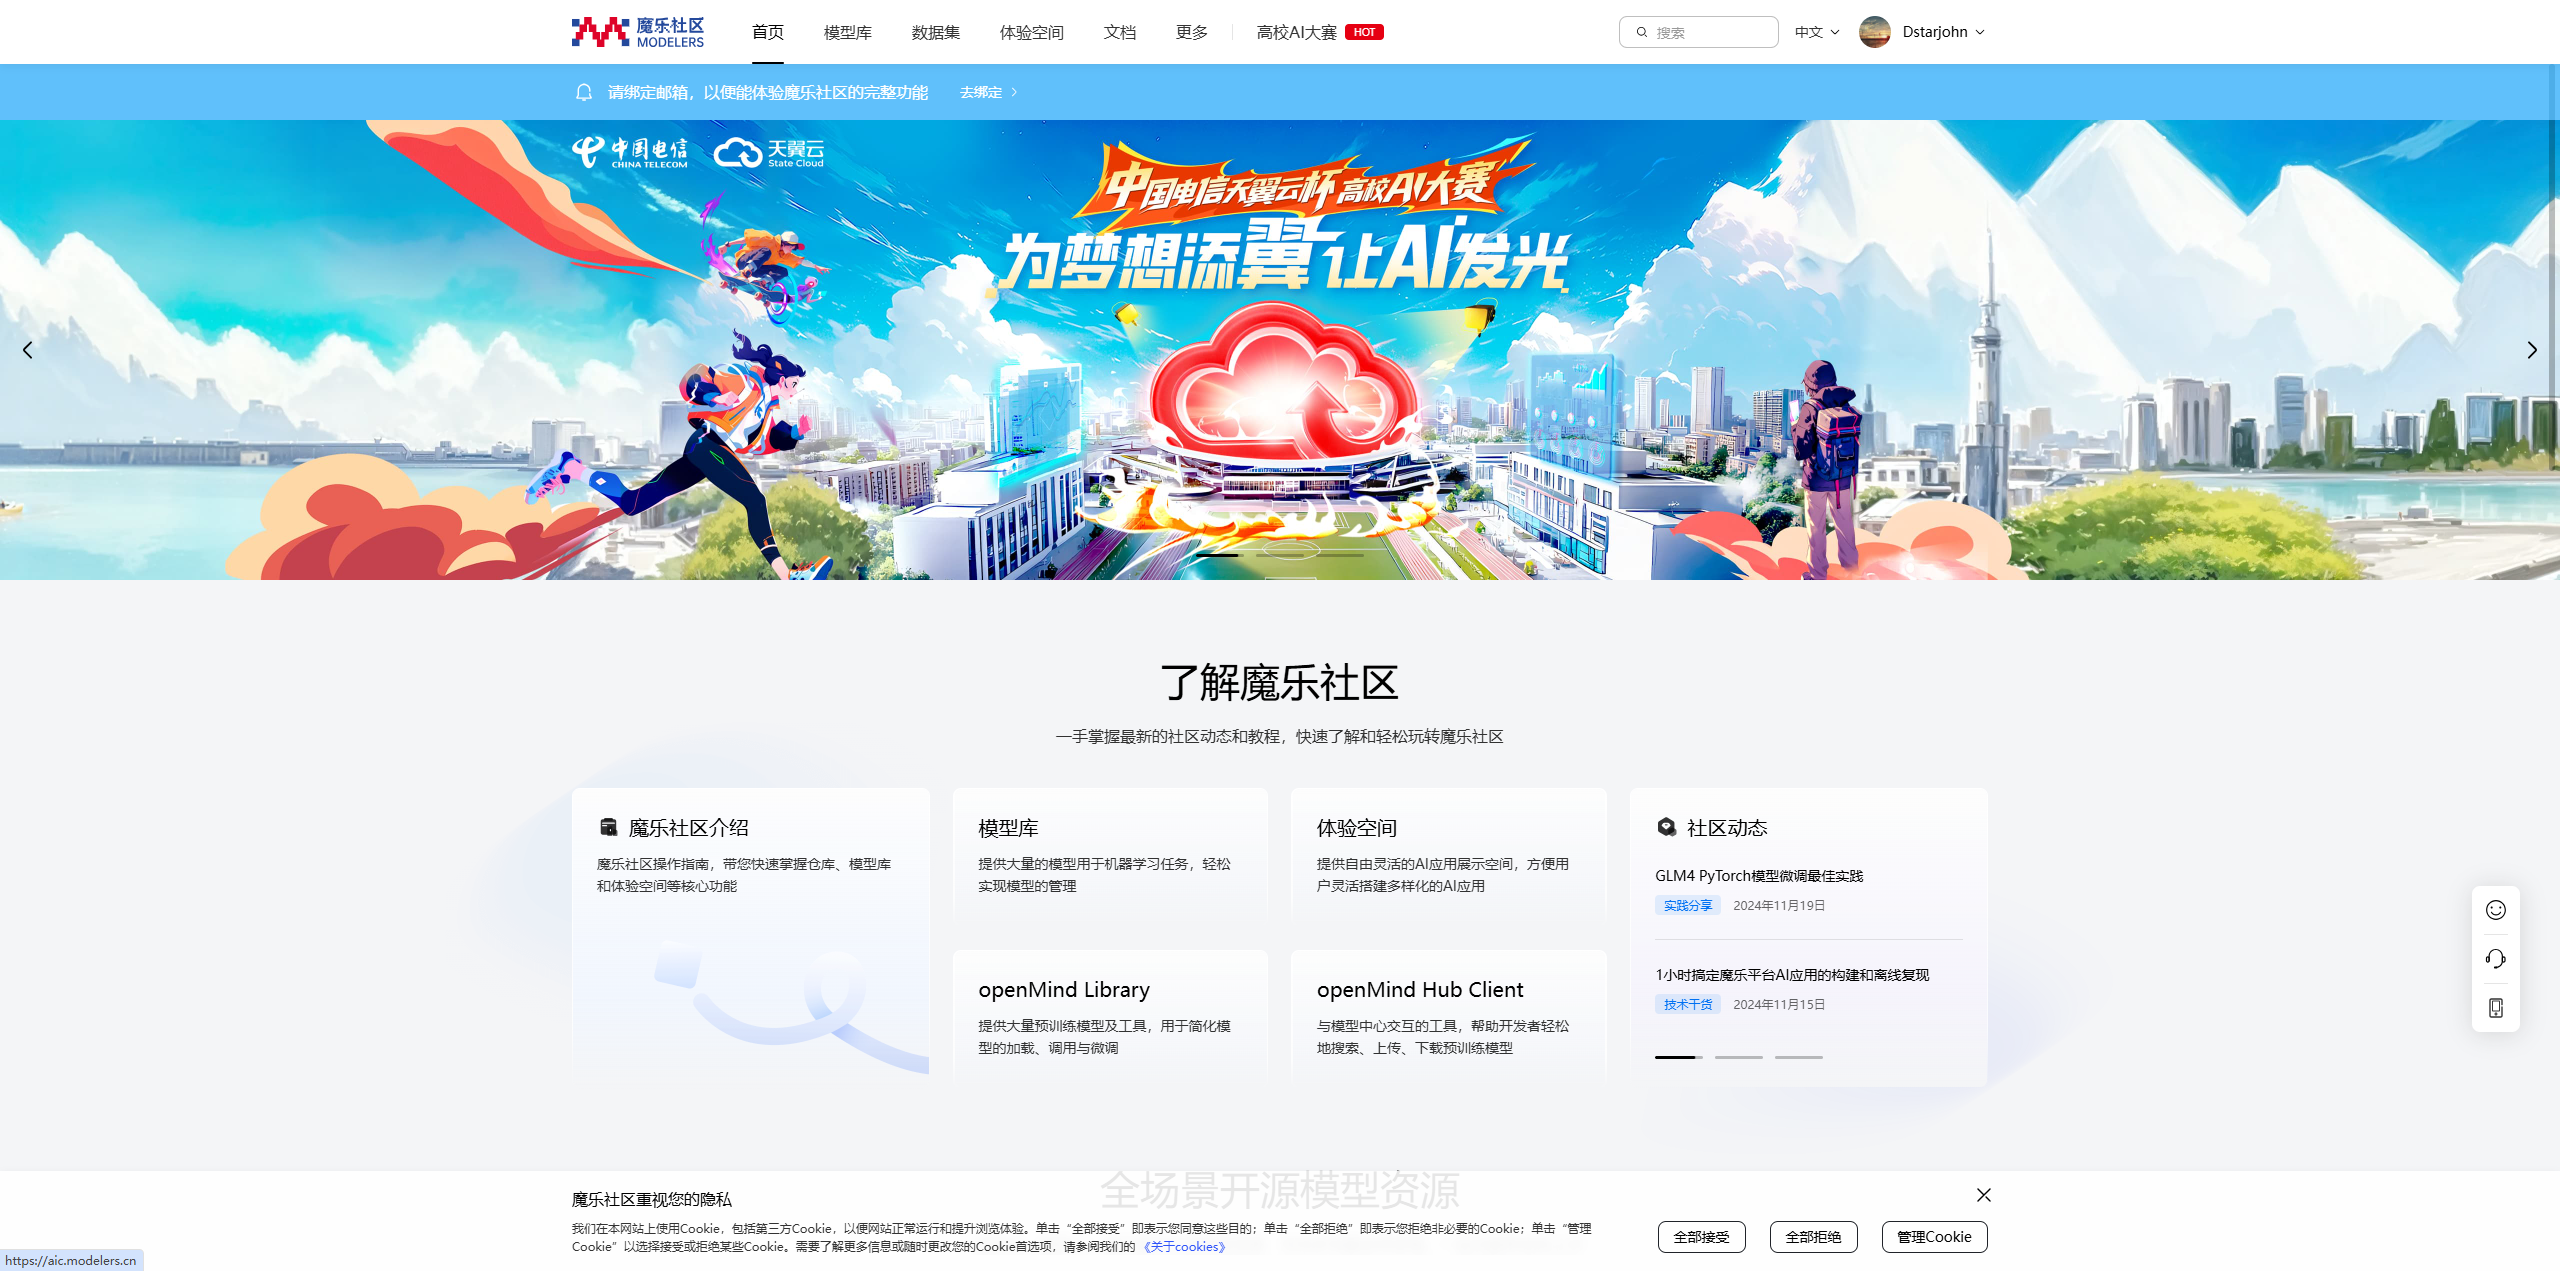 魔乐社区
MODELERS
首页
模型库
数据集
体验空间
文档
更多
高校AI大赛
HOT
搜索
中文
Dstarjohn
请绑定邮箱，以便能体验魔乐社区的完整功能
去绑定
中国电信
CHINA TELECOM
天翼云
State Cloud
中国电信天翼云杯高校AI大赛
为梦想添翼让AI发光
了解魔乐社区
一手掌握最新的社区动态和教程，快速了解和轻松玩转魔乐社区
魔乐社区介绍
魔乐社区操作指南，带您快速掌握仓库、模型库
和体验空间等核心功能
模型库
提供大量的模型用于机器学习任务，轻松
实现模型的管理
体验空间
提供自由灵活的AI应用展示空间，方便用
户灵活搭建多样化的AI应用
openMind Library
提供大量预训练模型及工具，用于简化模
型的加载、调用与微调
openMind Hub Client
与模型中心交互的工具，帮助开发者轻松
地搜索、上传、下载预训练模型
社区动态
GLM4 PyTorch模型微调最佳实践
实践分享
2024年11月19日
1小时搞定魔乐平台AI应用的构建和离线复现
技术干货
2024年11月15日
全场景开源模型资源
魔乐社区重视您的隐私
我们在本网站上使用Cookie，包括第三方Cookie，以便网站正常运行和提升浏览体验。单击“全部接受”即表示您同意这些目的；单击“全部拒绝”即表示您拒绝非必要的Cookie；单击“管理
Cookie”以选择接受或拒绝某些Cookie。需要了解更多信息或随时更改您的Cookie首选项，请参阅我们的 《关于cookies》
全部接受
全部拒绝
管理Cookie
https://aic.modelers.cn